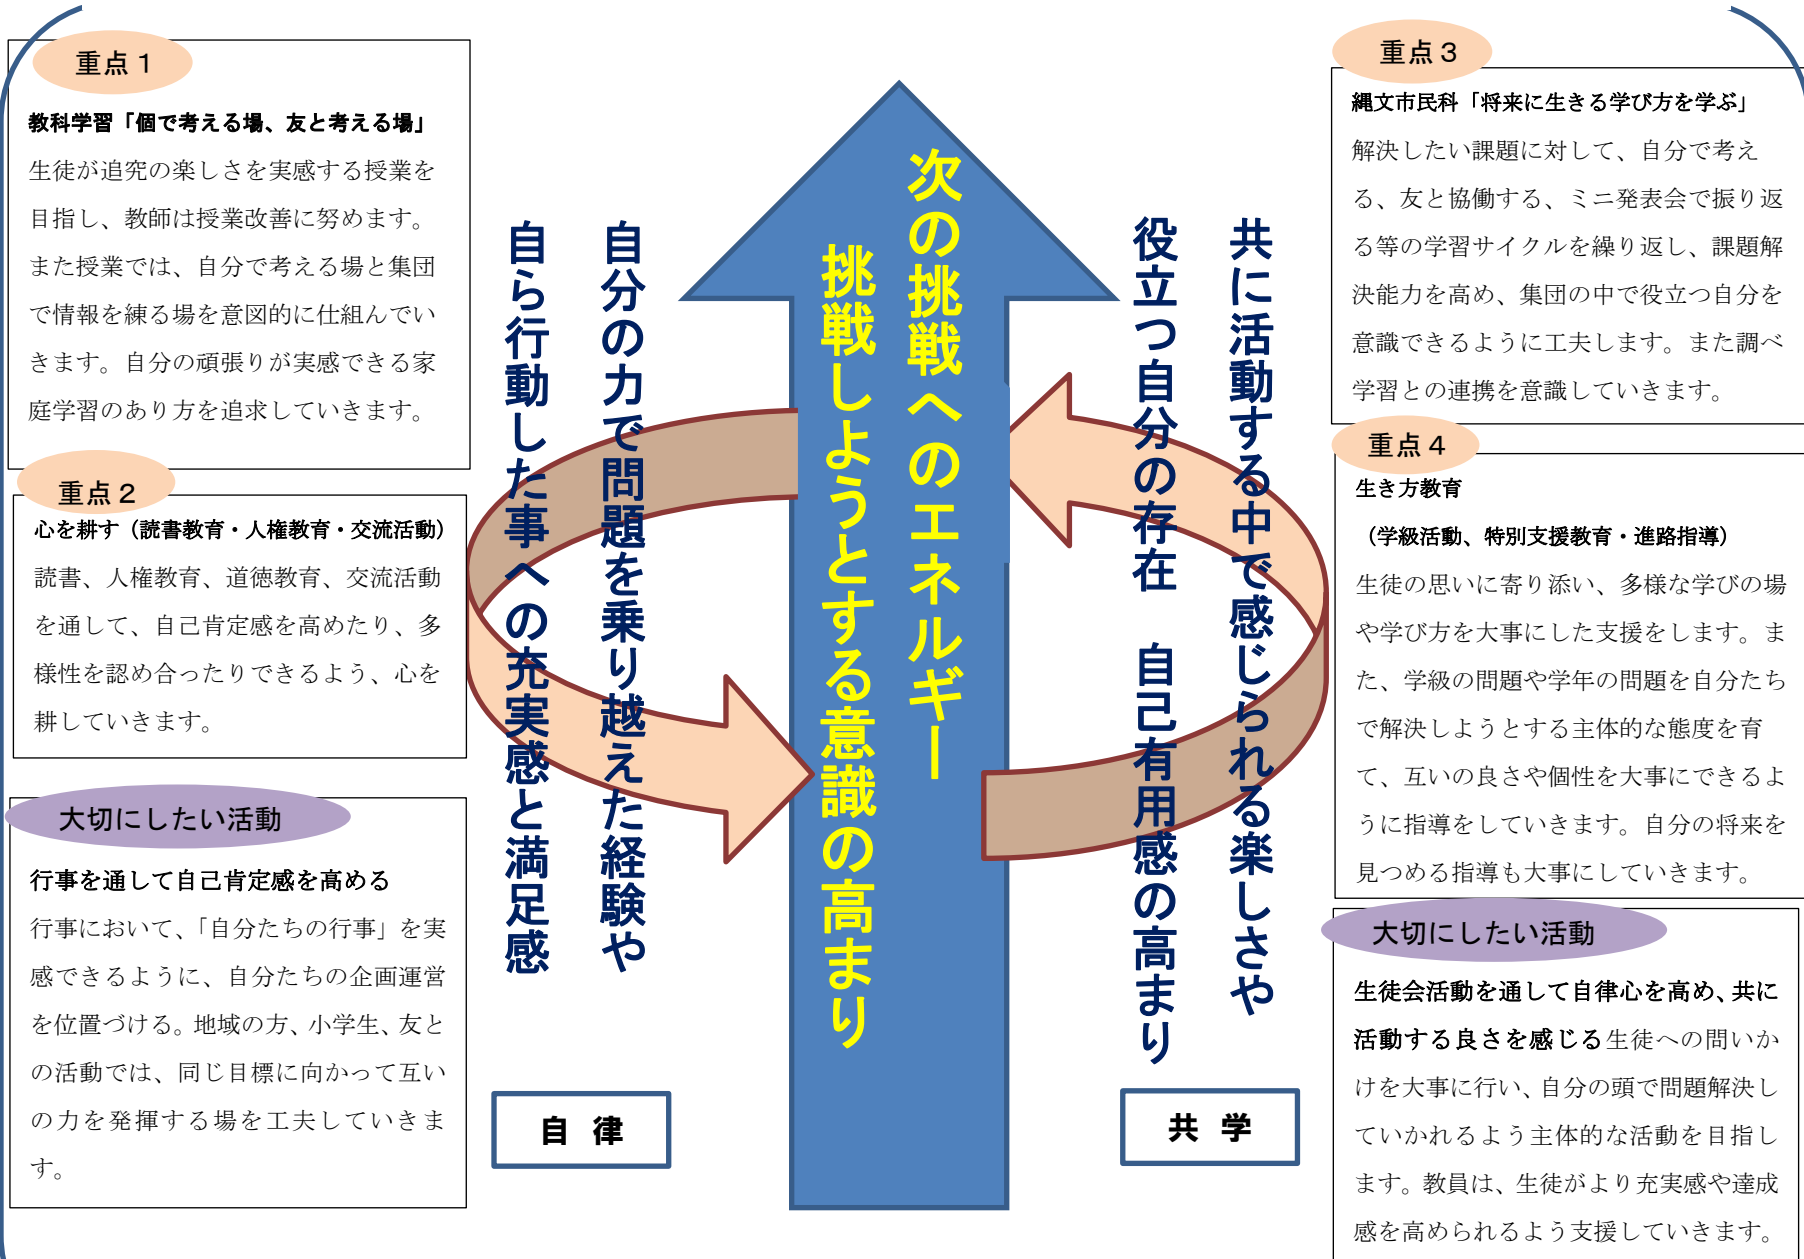 重点１
教科学習「個で考える場、友と考える場」
生徒が追究の楽しさを実感する授業を
目指し、教師は授業改善に努めます。
また授業では、自分で考える場と集団
で情報を練る場を意図的に仕組んでい
きます。自分の頑張りが実感できる家
庭学習のあり方を追求していきます。
重点２
心を耕す（読書教育・人権教育・交流活動）
読書、人権教育、道徳教育、交流活動
を通して、自己肯定感を高めたり、多
様性を認め合ったりできるよう、心を
耕していきます。
大切にしたい活動
行事を通して自己肯定感を高める
行事において、「自分たちの行事」を実
感できるように、自分たちの企画運営
を位置づける。地域の方、小学生、友と
の活動では、同じ目標に向かって互い
の力を発揮する場を工夫していきま
す。
自分の力で問題を乗り越えた経験や
自ら行動した事への充実感と満足感
自 律
次の挑戦へのエネルギー
挑戦しようとする意識の高まり
共に活動する中で感じられる楽しさや
役立つ自分の存在　自己有用感の高まり
共 学
重点３
縄文市民科「将来に生きる学び方を学ぶ」
解決したい課題に対して、自分で考え
る、友と協働する、ミニ発表会で振り返
る等の学習サイクルを繰り返し、課題解
決能力を高め、集団の中で役立つ自分を
意識できるように工夫します。また調べ
学習との連携を意識していきます。
重点４
生き方教育
（学級活動、特別支援教育・進路指導）
生徒の思いに寄り添い、多様な学びの場
や学び方を大事にした支援をします。ま
た、学級の問題や学年の問題を自分たち
で解決しようとする主体的な態度を育
て、互いの良さや個性を大事にできるよ
うに指導をしていきます。自分の将来を
見つめる指導も大事にしていきます。
大切にしたい活動
生徒会活動を通して自律心を高め、共に
活動する良さを感じる生徒への問いか
けを大事に行い、自分の頭で問題解決し
ていかれるよう主体的な活動を目指し
ます。教員は、生徒がより充実感や達成
感を高められるよう支援していきます。